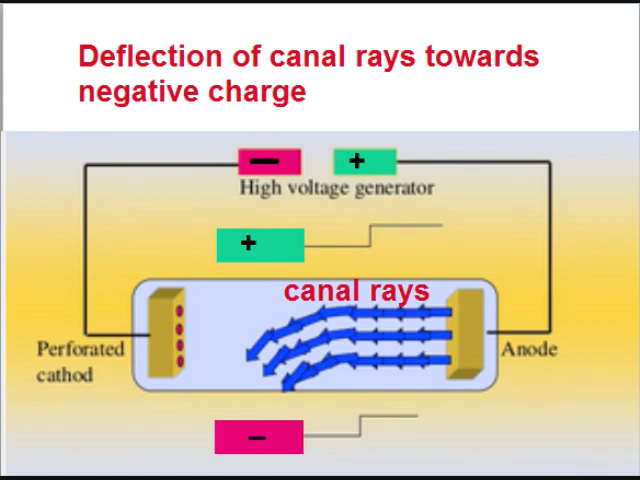 Deflection of canal rays towards
negative charge
− +
High voltage generator
+
canal rays
Perforated
cathod
Anode
−